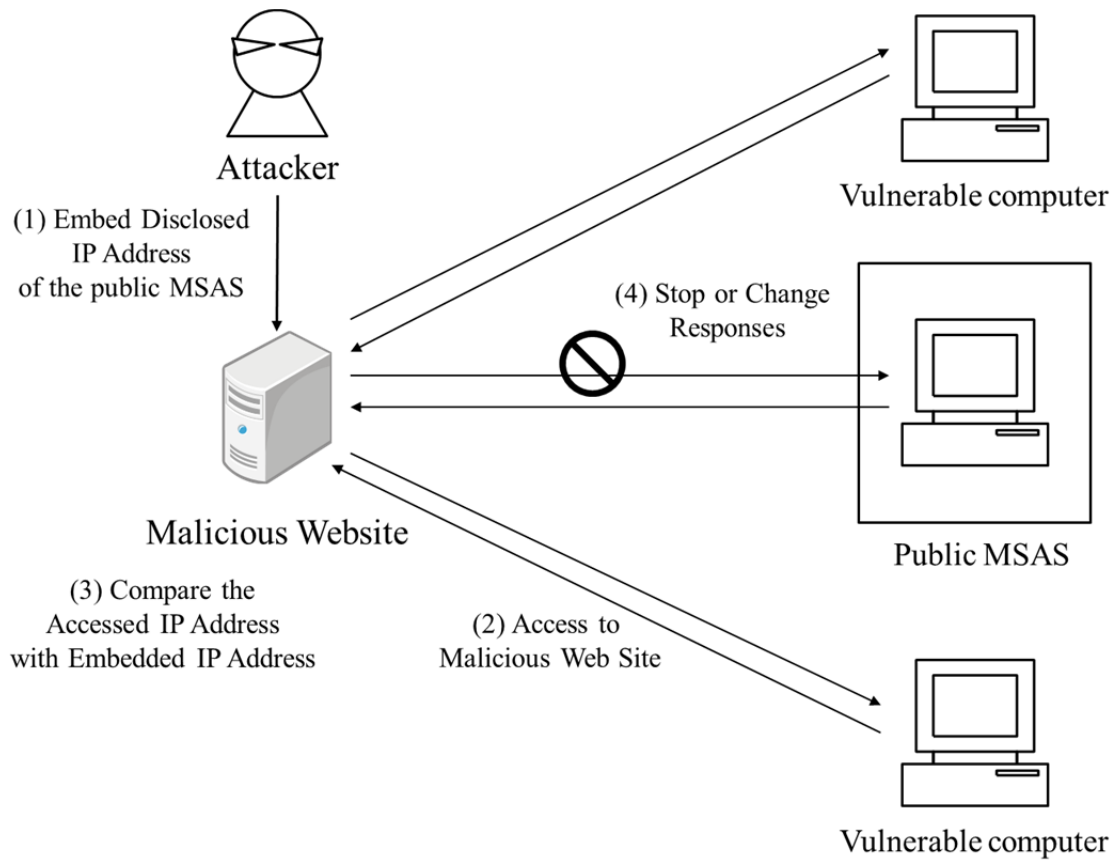 Attacker
Vulnerable computer
(1) Embed Disclosed
IP Address
of the public MSAS
(4) Stop or Change
Responses
Malicious Website
Public MSAS
(3) Compare the
Accessed IP Address
with Embedded IP Address
(2) Access to
Malicious Web Site
Vulnerable computer